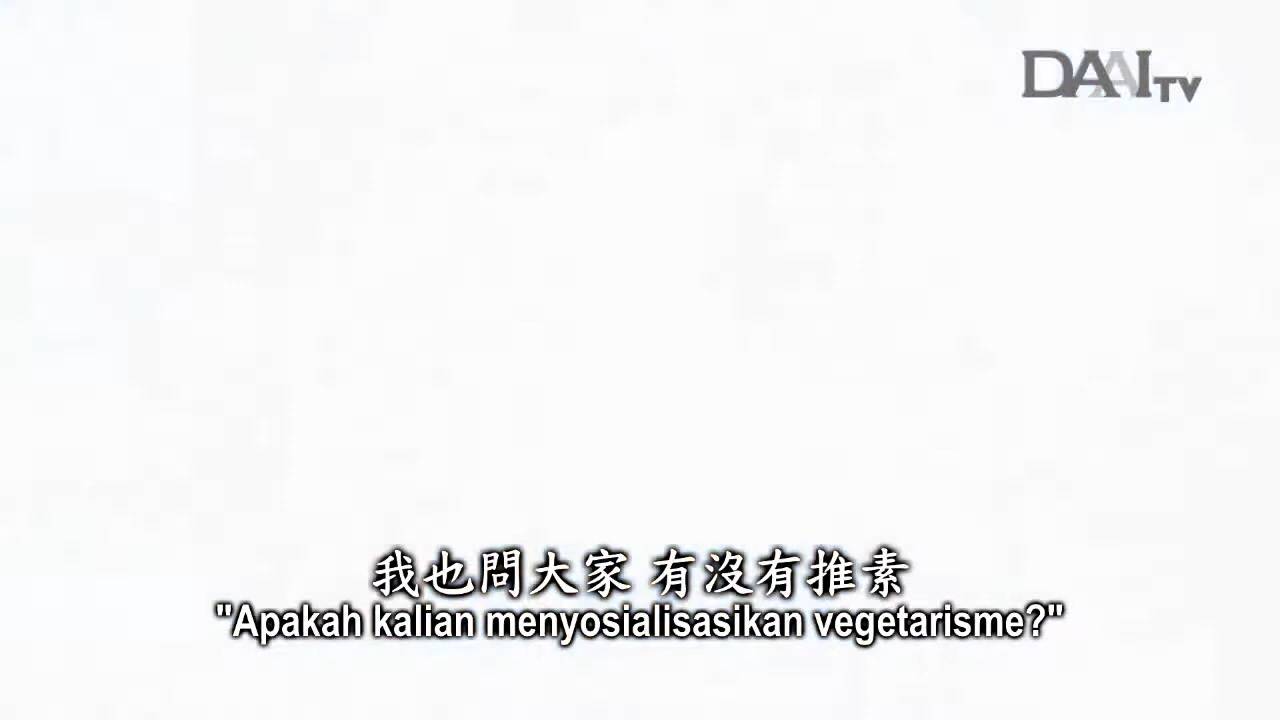 DAAI TV
我也問大家 有沒有推素
"Apakah kalian menyosialisasikan vegetarisme?"